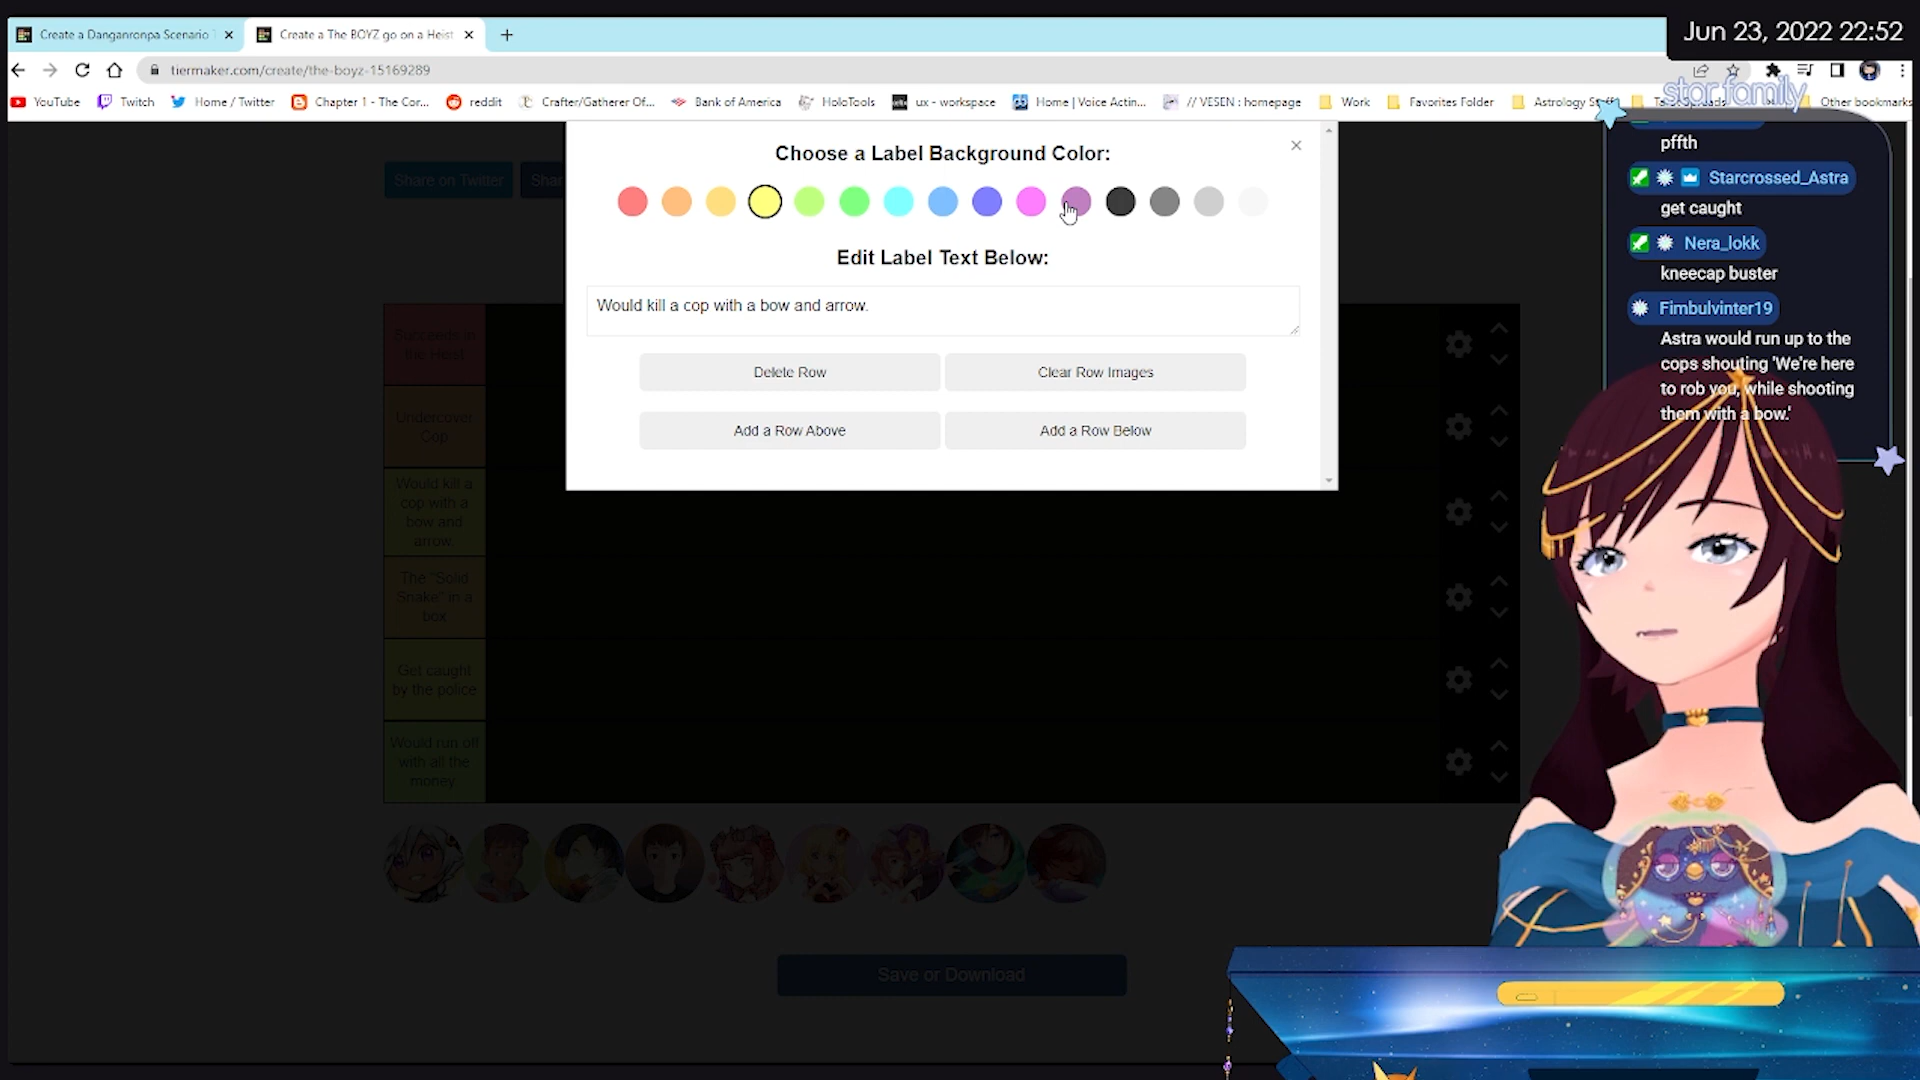 Create a Danganronpa Scenario
Create a The BOYZ go on a Heist
Jun 23, 2022 22:52
tiermaker.com/create/the-boyz-15169289
YouTube
Twitch
Home / Twitter
Chapter 1 - The Cor...
reddit
Crafter/Gatherer Of...
Bank of America
HoloTools
ux - workspace
Home | Voice Actin...
// VESEN : homepage
Work
Favorites Folder
Astrology
Other bookmarks
star family
Share on Twitter
Choose a Label Background Color:
Edit Label Text Below:
Would kill a cop with a bow and arrow.
Delete Row
Clear Row Images
Add a Row Above
Add a Row Below
pffth
Starcrossed_Astra
get caught
Nera_lokk
kneecap buster
Fimbulvinter19
Astra would run up to the
cops shouting 'We're here
to rob you, while shooting
them with a bow.'
Succeeds in
the Heist
Undercover
Cop
Would kill a
cop with a
bow and
arrow.
The "Solid
Snake" in a
box
Get caught
by the police
Would run off
with all the
money
Save or Download